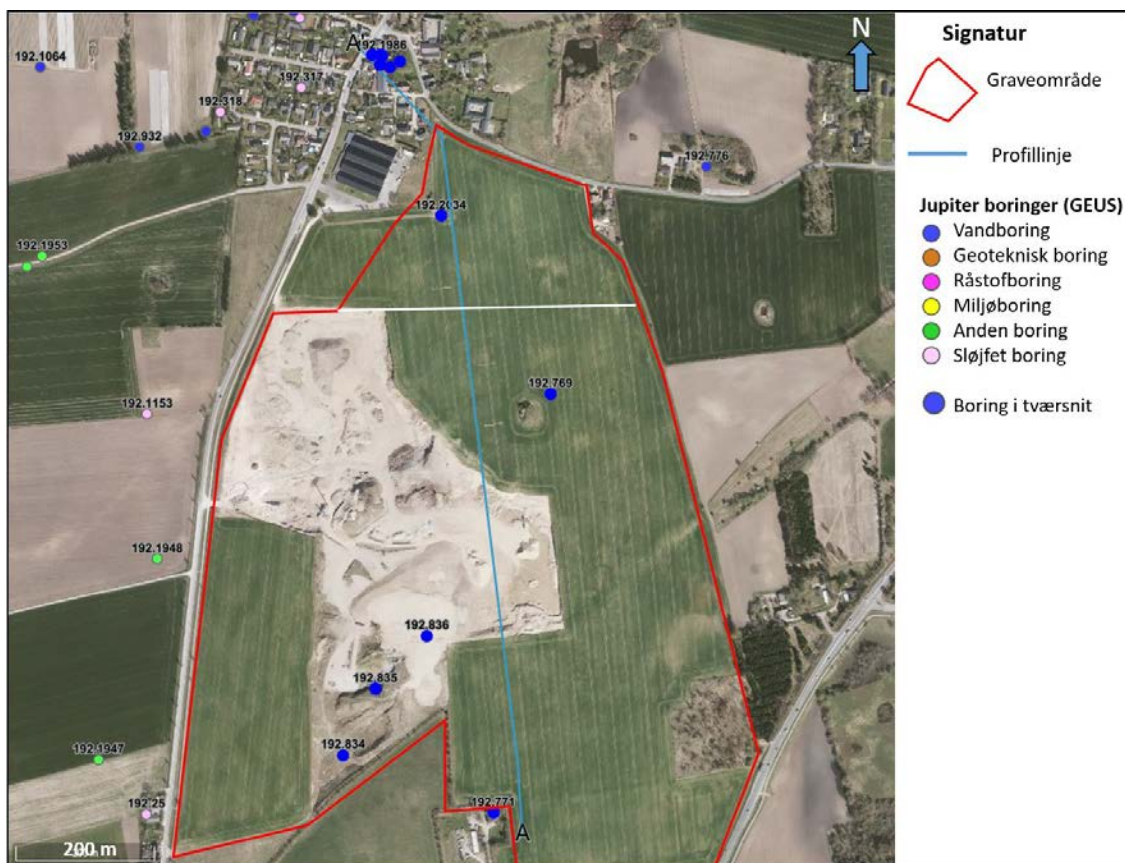 A'
192.1986
192.1064
192.317
192.318
192.932
192.776
192.2034
192.1953
192.769
192.1153
192.1948
192.836
192.835
192.834
192.1947
192.25
192.771
A
200 m
N
Signatur
Graveområde
Profillinje
Jupiter boringer (GEUS)
Vandboring
Geoteknisk boring
Råstofboring
Miljøboring
Anden boring
Sløjfet boring
Boring i tværsnit